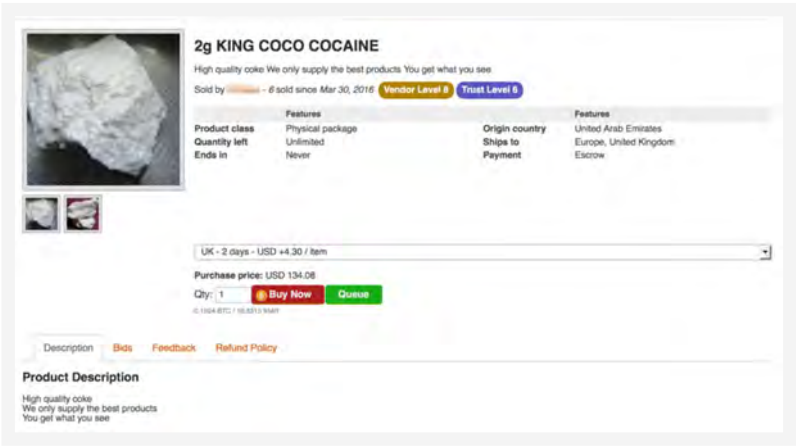 2g KING COCO COCAINE
High quality coke We only supply the best products You get what you see
Sold by - 6 sold since Mar 30, 2016 Vendor Level 8 Trust Level 6
Features Features
Product class Physical package Origin country United Arab Emirates
Quantity left Unlimited Ships to Europe, United Kingdom
Ends in Never Payment Escrow
UK - 2 days - USD +4.30 / item
Purchase price: USD 134.08
Qty: 1 Buy Now Queue
Description Bids Feedback Refund Policy
Product Description
High quality coke
We only supply the best products
You get what you see